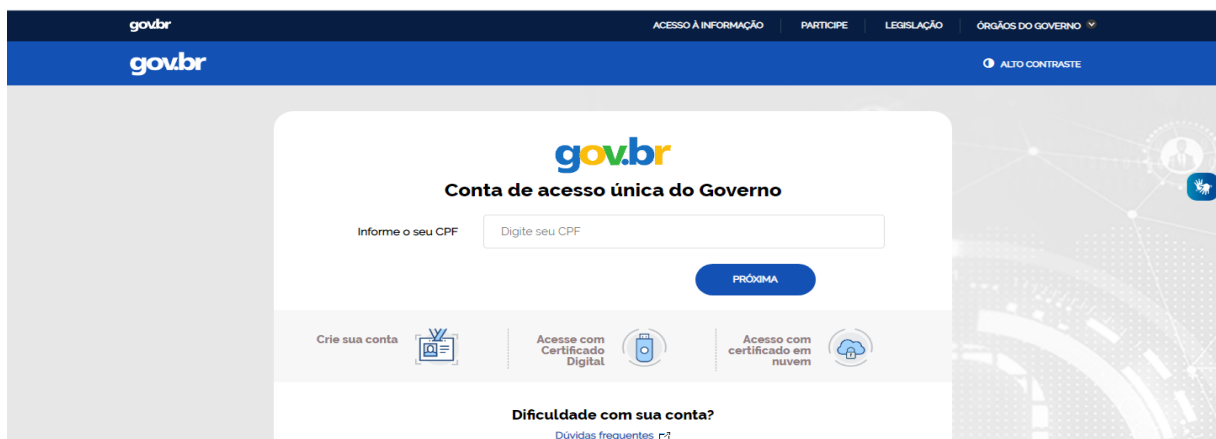 gov.br ACESSO À INFORMAÇÃO PARTICIPE LEGISLAÇÃO ÓRGÃOS DO GOVERNO
gov.br ALTO CONTRASTE
gov.br
Conta de acesso única do Governo
Informe o seu CPF Digite seu CPF
PRÓXIMA
Crie sua conta
Acesse com
Certificado
Digital
Acesso com
certificado em
nuvem
Dificuldade com sua conta?
Dúvidas frequentes